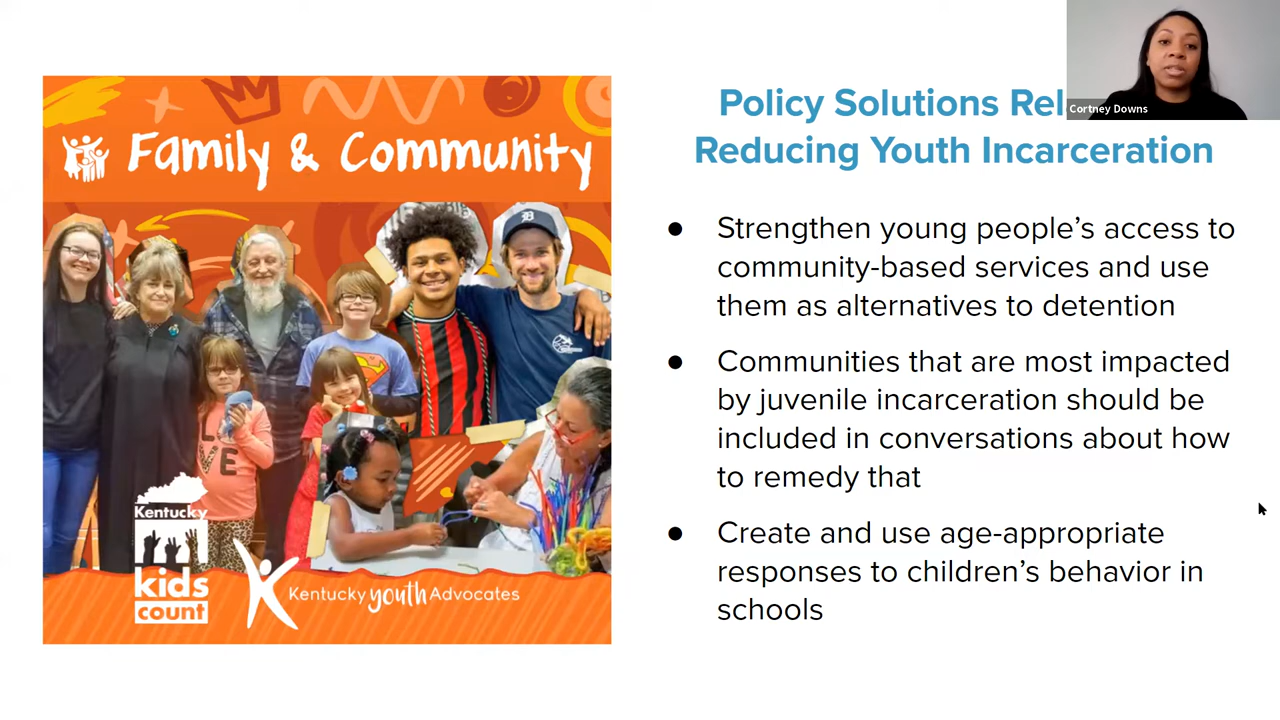 Cortney Downs
Family & Community
LOVE
Kentucky
kids
count
Kentucky youth Advocates
Policy Solutions Rel
Reducing Youth Incarceration
● Strengthen young people’s access to
community-based services and use
them as alternatives to detention
● Communities that are most impacted
by juvenile incarceration should be
included in conversations about how
to remedy that
● Create and use age-appropriate
responses to children’s behavior in
schools